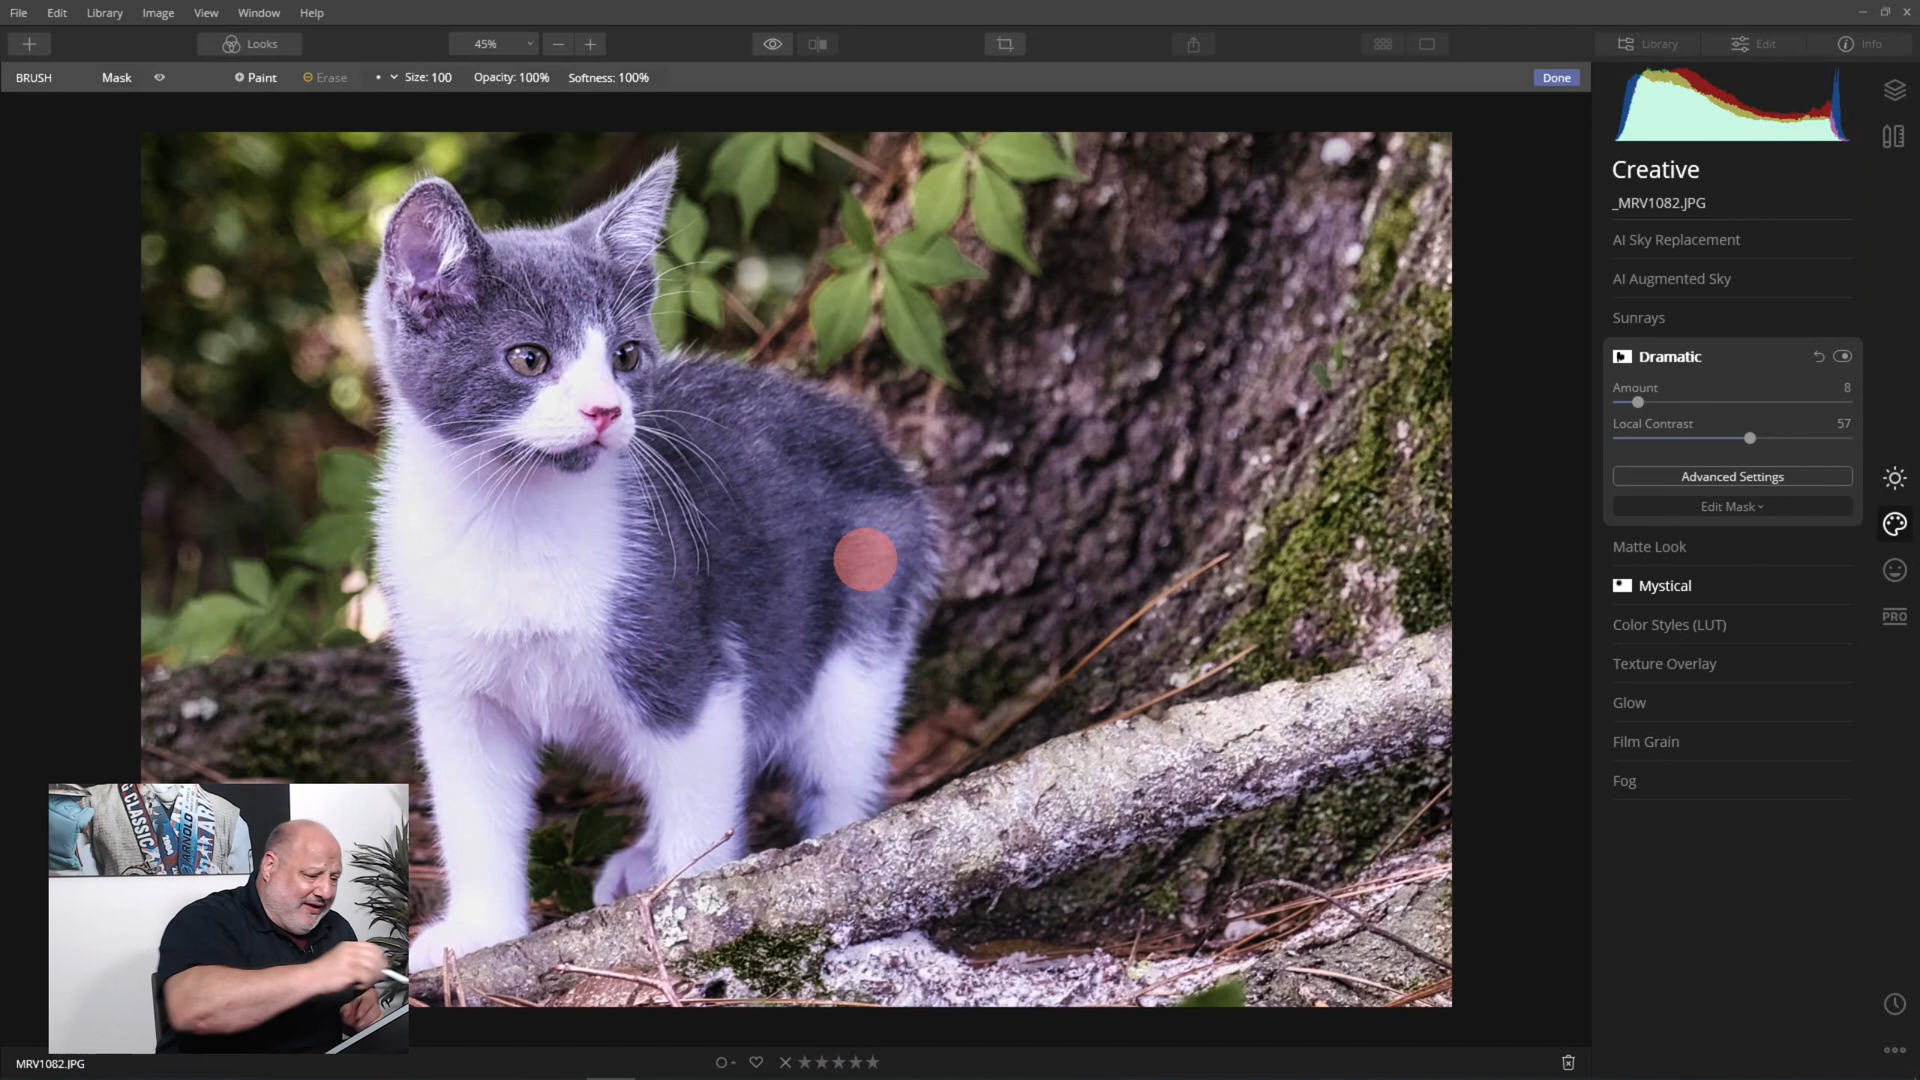 File Edit Library Image View Window Help
Looks 45% Library Edit Info
BRUSH Mask Paint Erase Size: 100 Opacity: 100% Softness: 100% Done
Creative
_MRV1082.JPG
AI Sky Replacement
AI Augmented Sky
Sunrays
Dramatic
Amount 8
Local Contrast 57
Advanced Settings
Edit Mask
Matte Look
Mystical
PRO
Color Styles (LUT)
Texture Overlay
Glow
Film Grain
Fog
G CLASSIC
ARNOLD
MRV1082.JPG